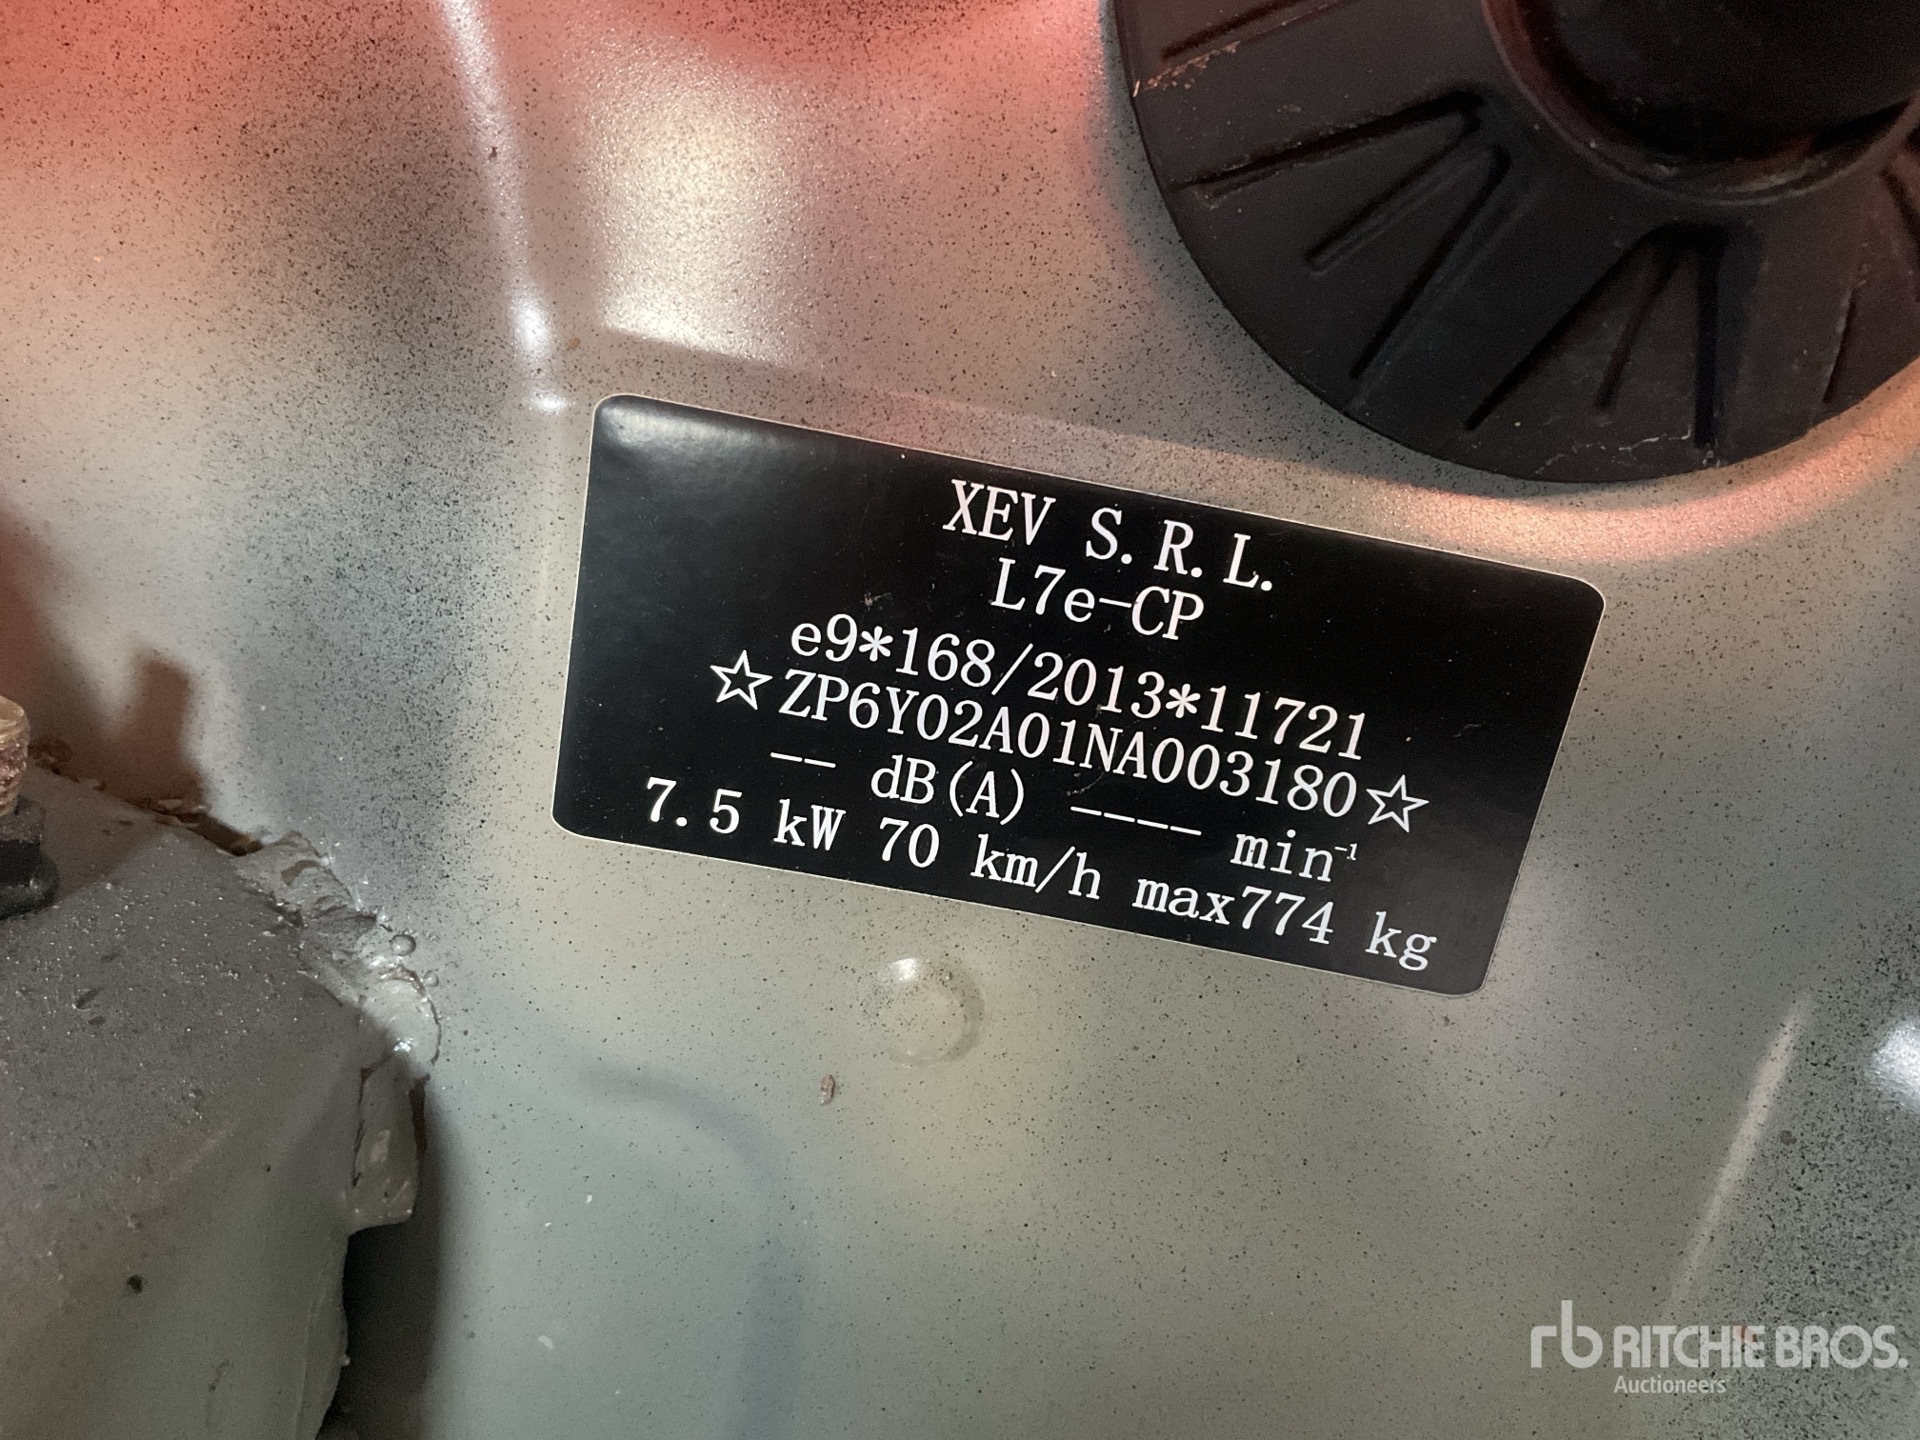 XEV S.R.L.
L7e-CP
e9*168/2013*11721
☆ZP6Y02A01NA003180☆
-- dB(A) ---- min⁻¹
7.5 kW 70 km/h max774 kg
rb RITCHIE BROS.
Auctioneers